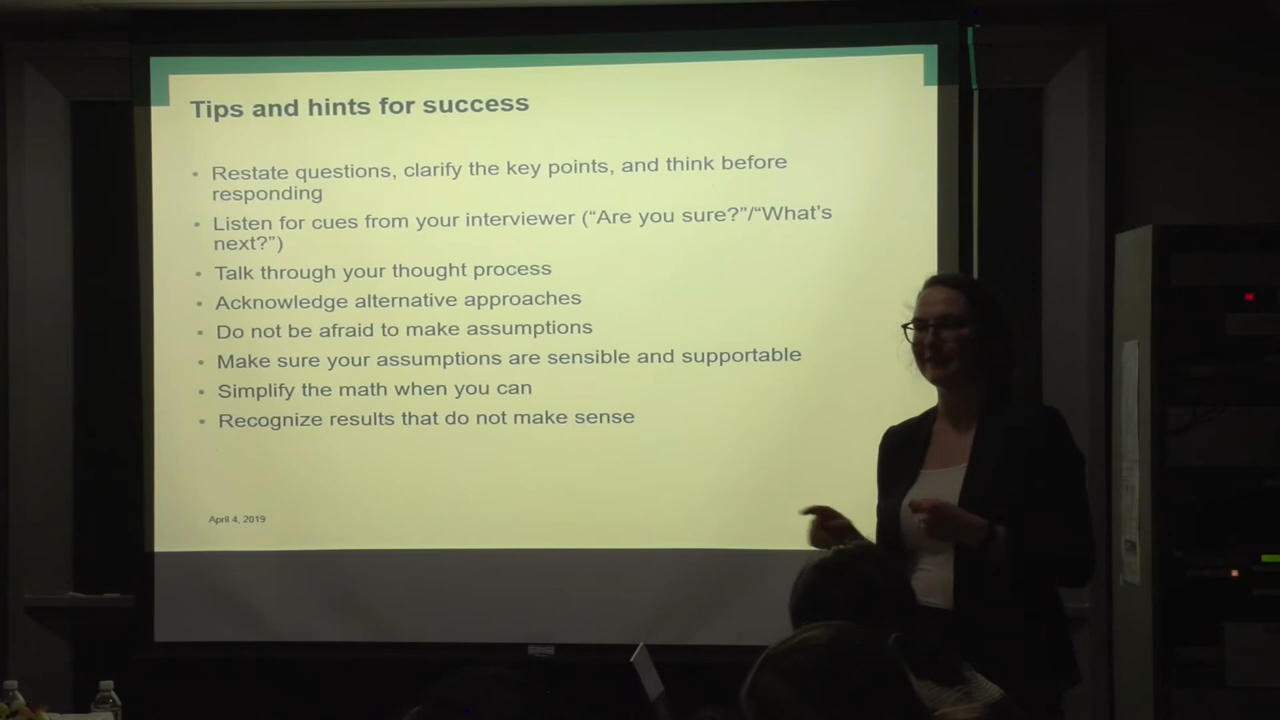 Tips and hints for success
• Restate questions, clarify the key points, and think before
responding
• Listen for cues from your interviewer (“Are you sure?”/“What’s
next?”)
• Talk through your thought process
• Acknowledge alternative approaches
• Do not be afraid to make assumptions
• Make sure your assumptions are sensible and supportable
• Simplify the math when you can
• Recognize results that do not make sense
April 4, 2019